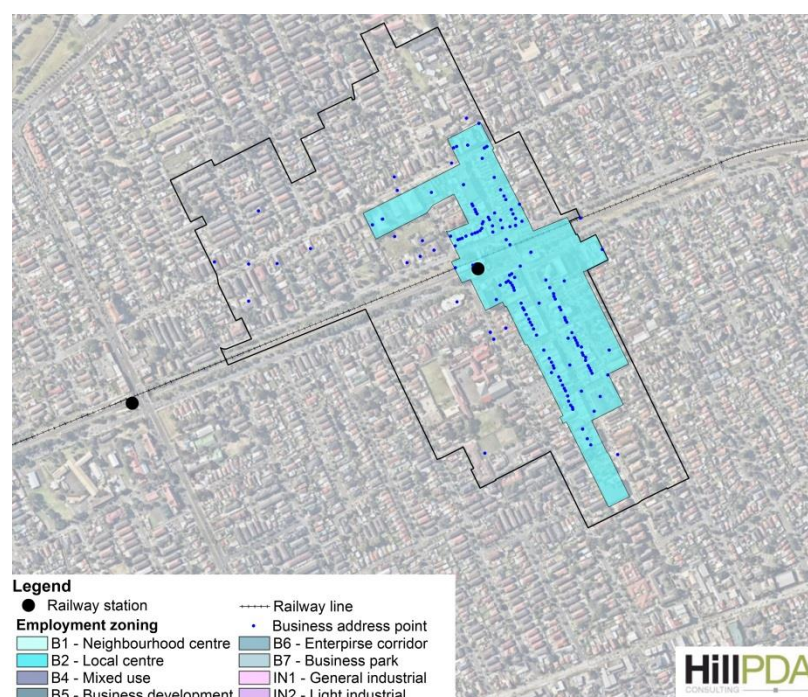 Legend
Railway station
Railway line
Employment zoning
Business address point
B1 - Neighbourhood centre
B6 - Enterpirse corridor
B2 - Local centre
B7 - Business park
B4 - Mixed use
IN1 - General industrial
B5 - Business development
IN2 - Light industrial
HillPDA
CONSULTING